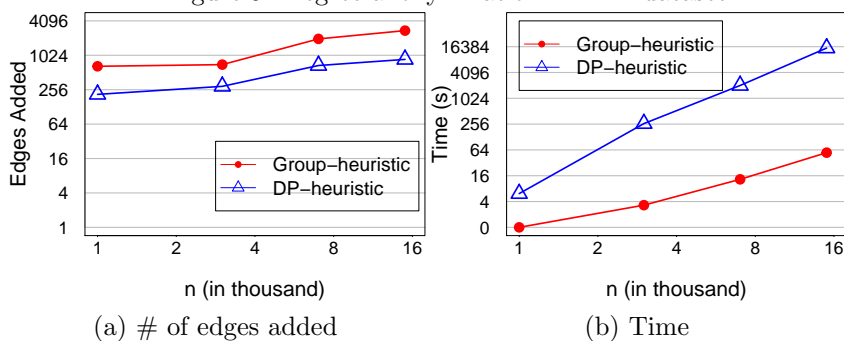 4096
1024
256
64
16
4
1
Edges Added
Group-heuristic
DP-heuristic
1 2 4 8 16
n (in thousand)
(a) # of edges added
16384
4096
1024
256
64
16
4
0
Time (s)
Group-heuristic
DP-heuristic
1 2 4 8 16
n (in thousand)
(b) Time